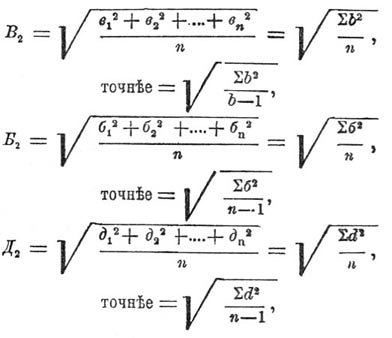 В₂ = √(в₁² + в₂² +....+ вₙ² / n) = √(Σb² / n),
точнѣе = √(Σb² / b—1),
Б₂ = √(б₁² + б₂² +....+ бₙ² / n) = √(Σб² / n),
точнѣе = √(Σб² / n—1),
Д₂ = √(д₁² + д₂² +....+ дₙ² / n) = √(Σd² / n),
точнѣе = √(Σd² / n—1),